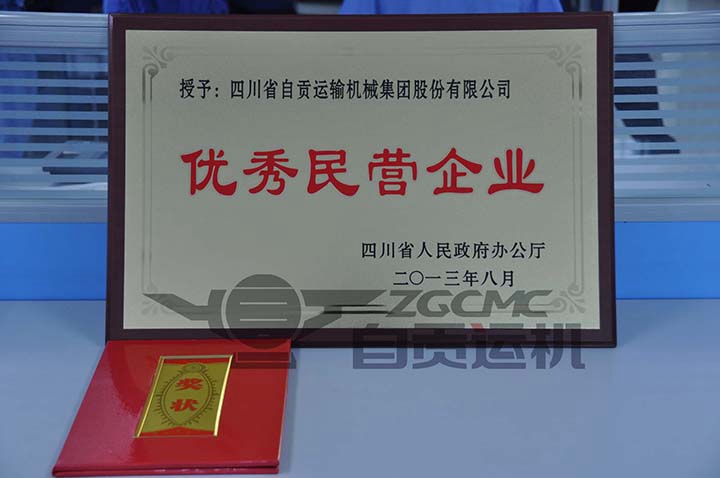 授予：四川省自贡运输机械集团股份有限公司
优秀民营企业
四川省人民政府办公厅
二〇一三年八月
ZGCMC
自贡运机
奖
状